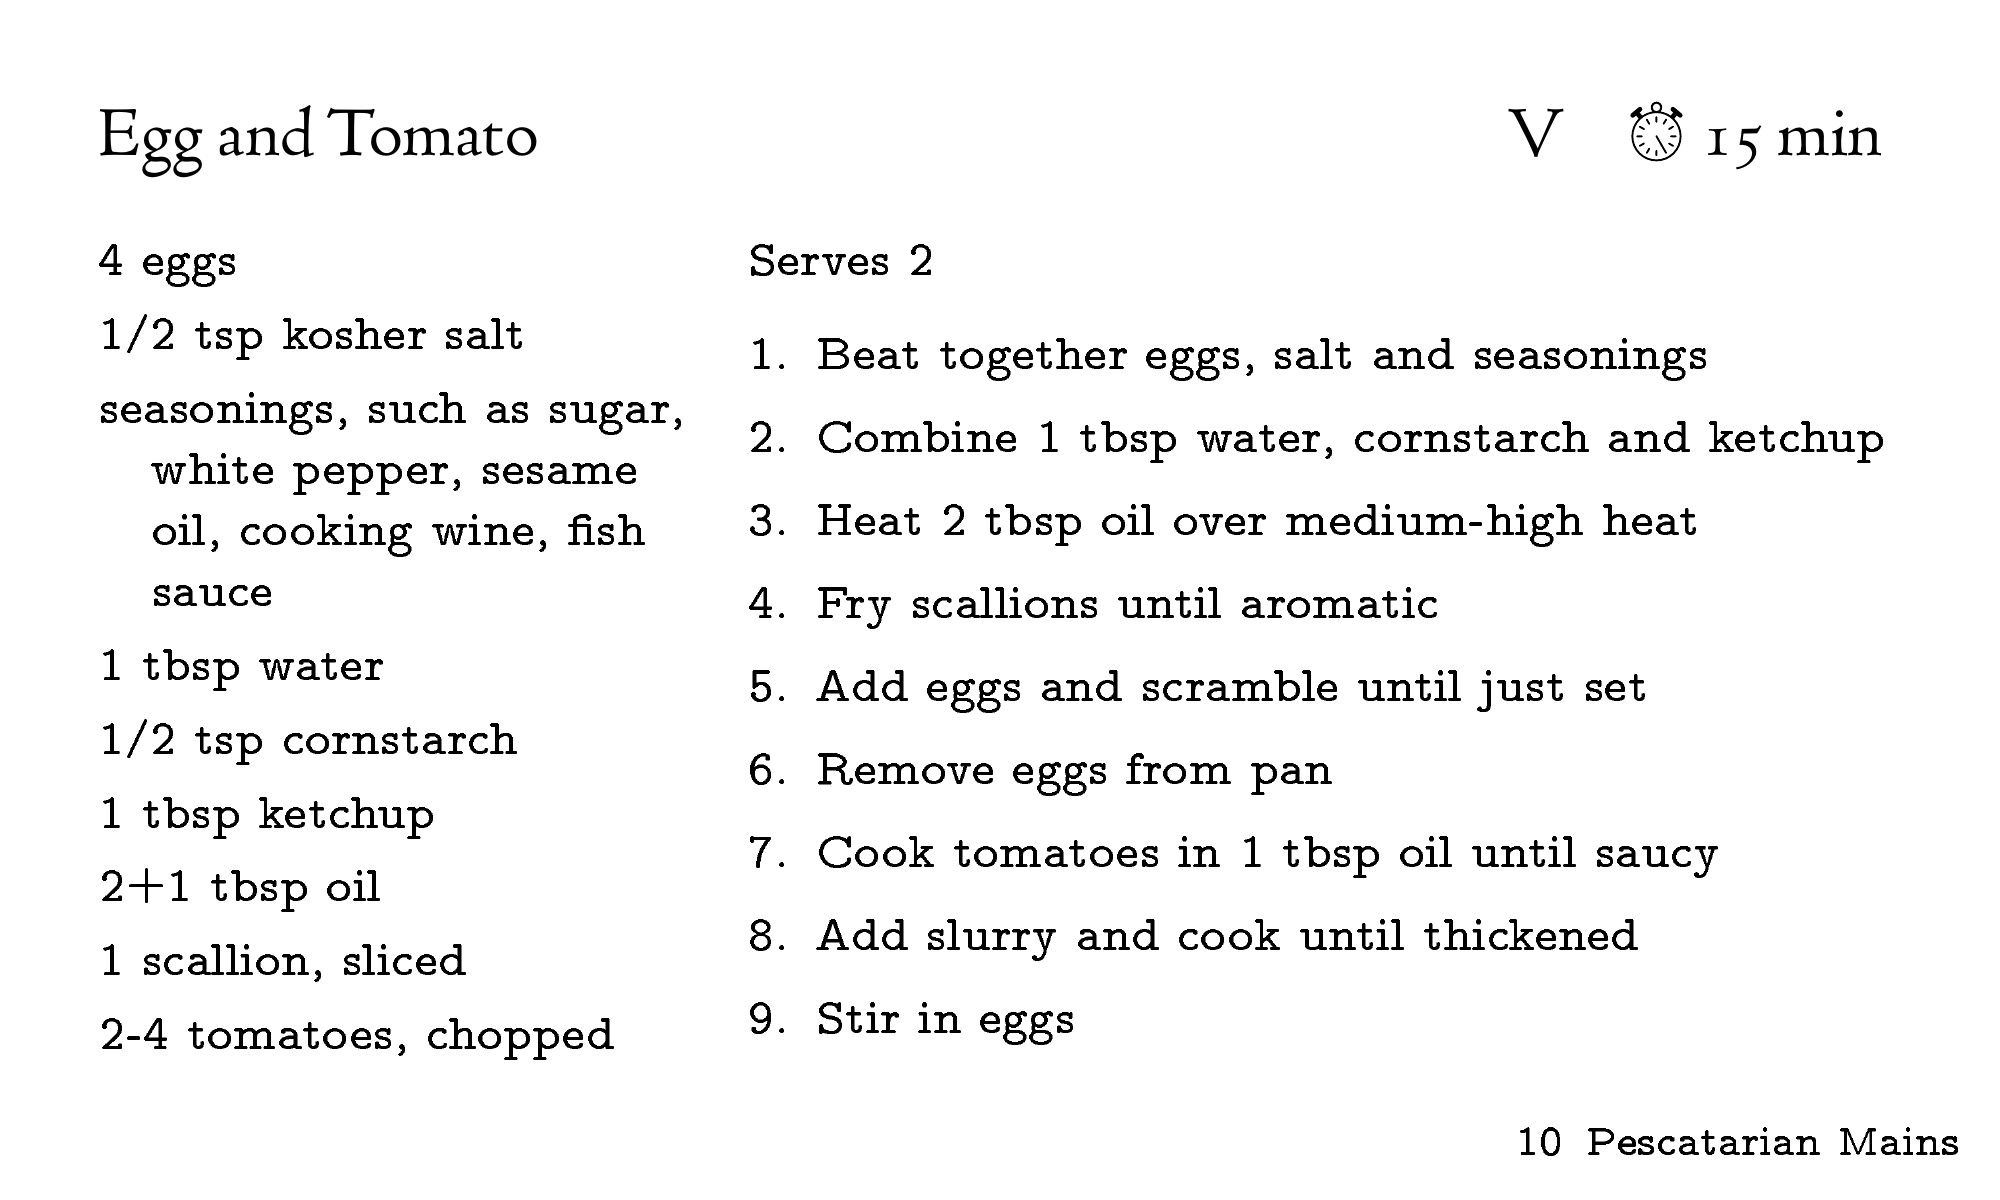 Egg and Tomato
V 15 min
4 eggs
1/2 tsp kosher salt
seasonings, such as sugar,
white pepper, sesame
oil, cooking wine, fish
sauce
1 tbsp water
1/2 tsp cornstarch
1 tbsp ketchup
2+1 tbsp oil
1 scallion, sliced
2-4 tomatoes, chopped
Serves 2
1. Beat together eggs, salt and seasonings
2. Combine 1 tbsp water, cornstarch and ketchup
3. Heat 2 tbsp oil over medium-high heat
4. Fry scallions until aromatic
5. Add eggs and scramble until just set
6. Remove eggs from pan
7. Cook tomatoes in 1 tbsp oil until saucy
8. Add slurry and cook until thickened
9. Stir in eggs
10 Pescatarian Mains